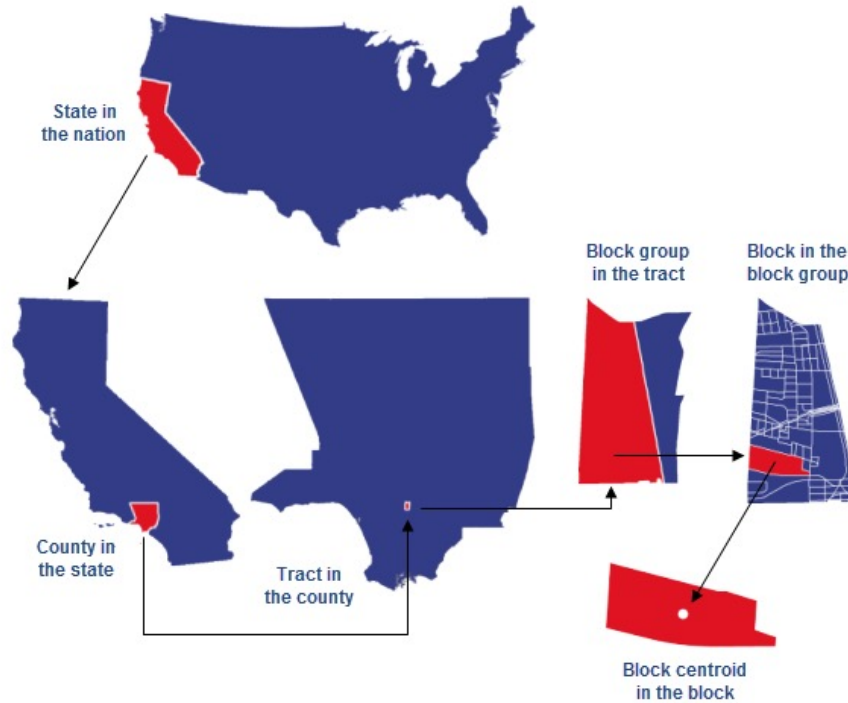 State in
the nation
Block group
in the tract
Block in the
block group
County in
the state
Tract in
the county
Block centroid
in the block